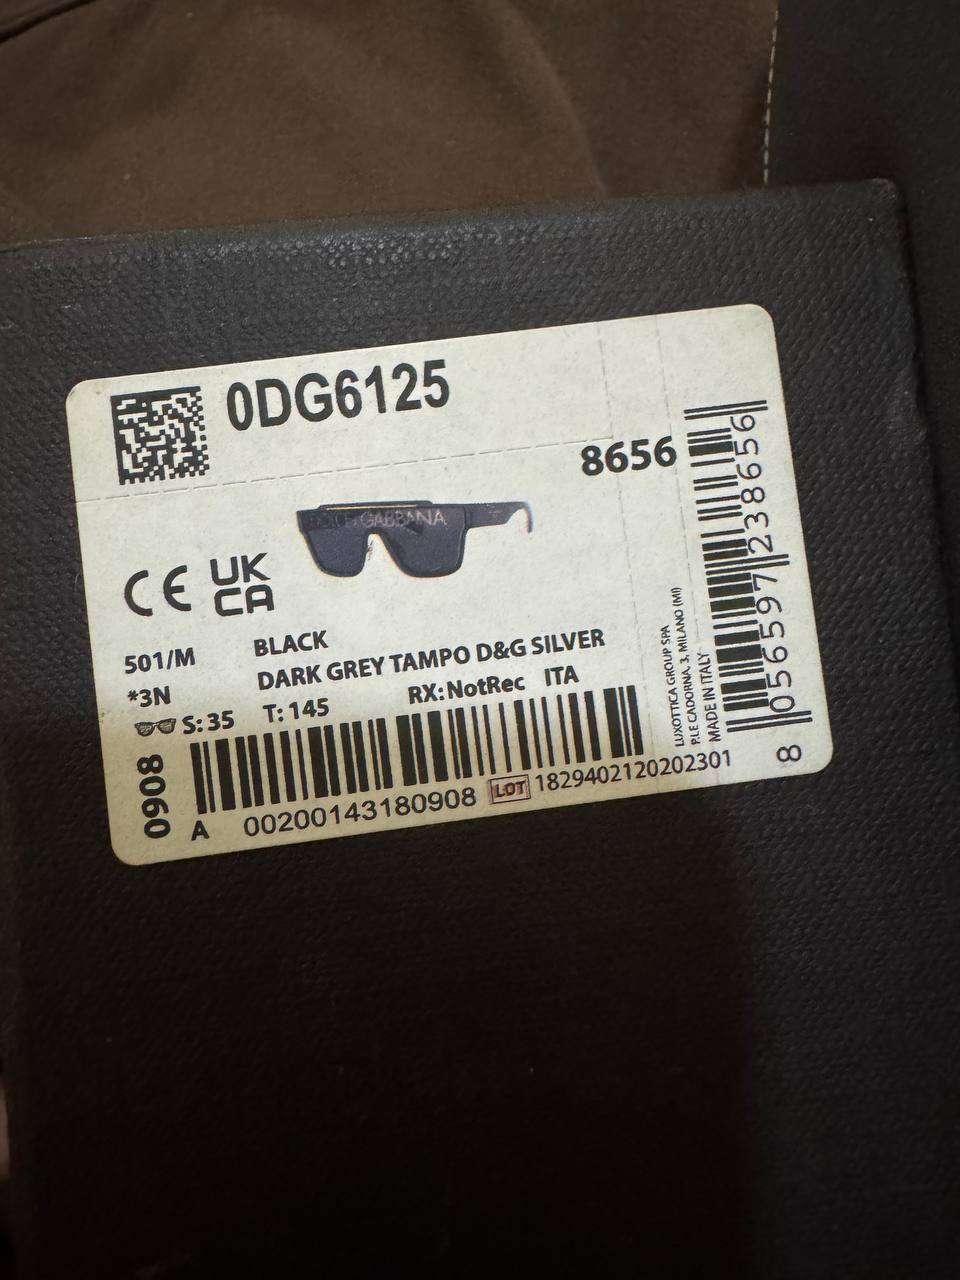 0DG6125
8656
GABBANA
CE UK
CA
501/M BLACK
*3N DARK GREY TAMPO D&G SILVER
S: 35 T: 145 RX: NotRec ITA
0908
A 00200143180908 LOT 1829402120202301
LUXOTTICA GROUP SPA
P.LE CADORNA, 3, MILANO (MI)
MADE IN ITALY
8 056597 238656